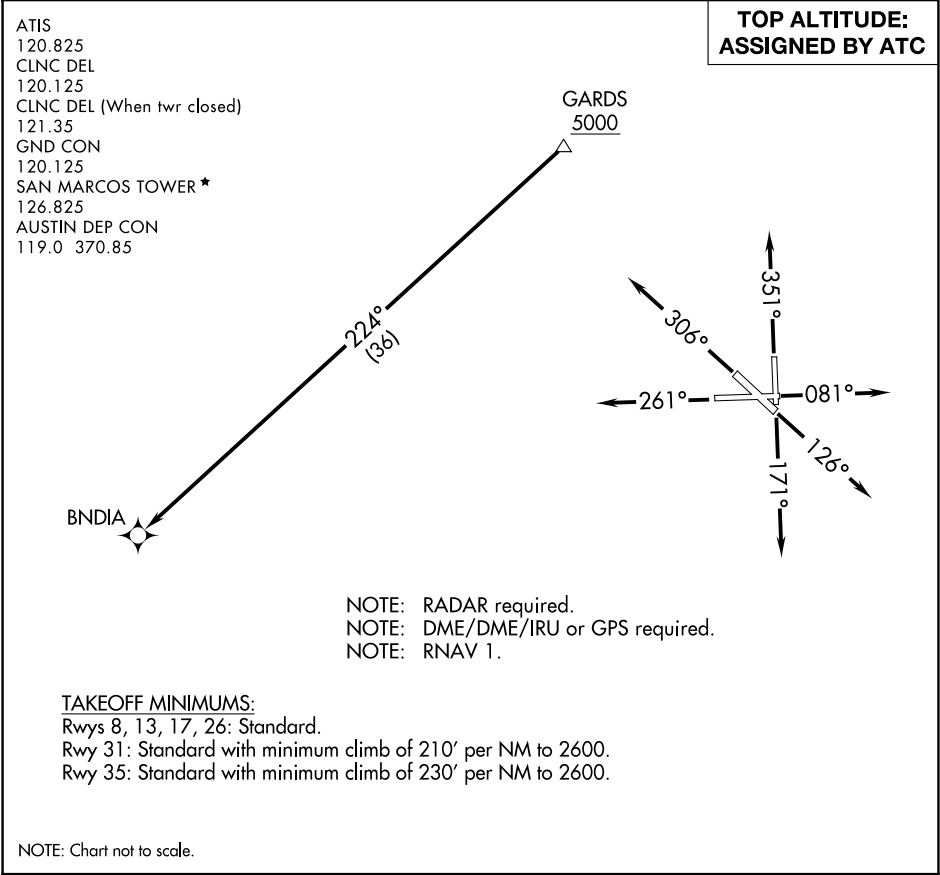 ATIS
120.825
CLNC DEL
120.125
CLNC DEL (When twr closed)
121.35
GND CON
120.125
SAN MARCOS TOWER ★
126.825
AUSTIN DEP CON
119.0 370.85
TOP ALTITUDE:
ASSIGNED BY ATC
GARDS
5000
224°
(36)
BNDIA
351°
306°
261°
081°
126°
171°
NOTE: RADAR required.
NOTE: DME/DME/IRU or GPS required.
NOTE: RNAV 1.
TAKEOFF MINIMUMS:
Rwys 8, 13, 17, 26: Standard.
Rwy 31: Standard with minimum climb of 210' per NM to 2600.
Rwy 35: Standard with minimum climb of 230' per NM to 2600.
NOTE: Chart not to scale.